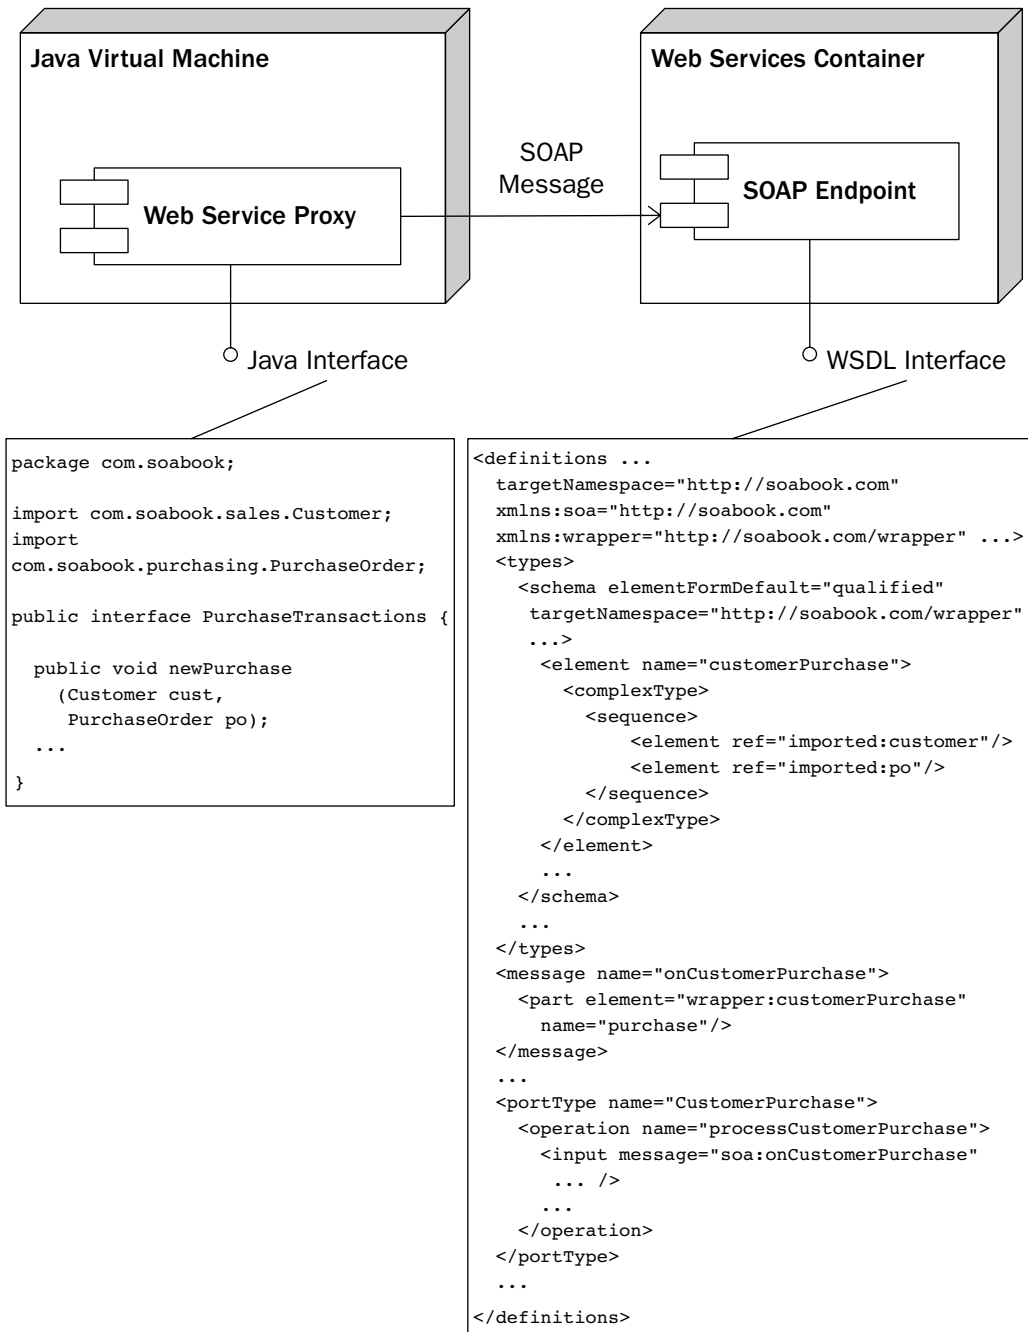 Java Virtual Machine
Web Services Container
SOAP
Message
Web Service Proxy
SOAP Endpoint
Java Interface
WSDL Interface
package com.soabook;
import com.soabook.sales.Customer;
import
com.soabook.purchasing.PurchaseOrder;
public interface PurchaseTransactions {
public void newPurchase
(Customer cust,
PurchaseOrder po);
...
}
<definitions ...
targetNamespace="http://soabook.com"
xmlns:soa="http://soabook.com"
xmlns:wrapper="http://soabook.com/wrapper" ...>
<types>
<schema elementFormDefault="qualified"
targetNamespace="http://soabook.com/wrapper"
...>
<element name="customerPurchase">
<complexType>
<sequence>
<element ref="imported:customer"/>
<element ref="imported:po"/>
</sequence>
</complexType>
</element>
...
</schema>
...
</types>
<message name="onCustomerPurchase">
<part element="wrapper:customerPurchase"
name="purchase"/>
</message>
...
<portType name="CustomerPurchase">
<operation name="processCustomerPurchase">
<input message="soa:onCustomerPurchase"
... />
...
</operation>
</portType>
...
</definitions>